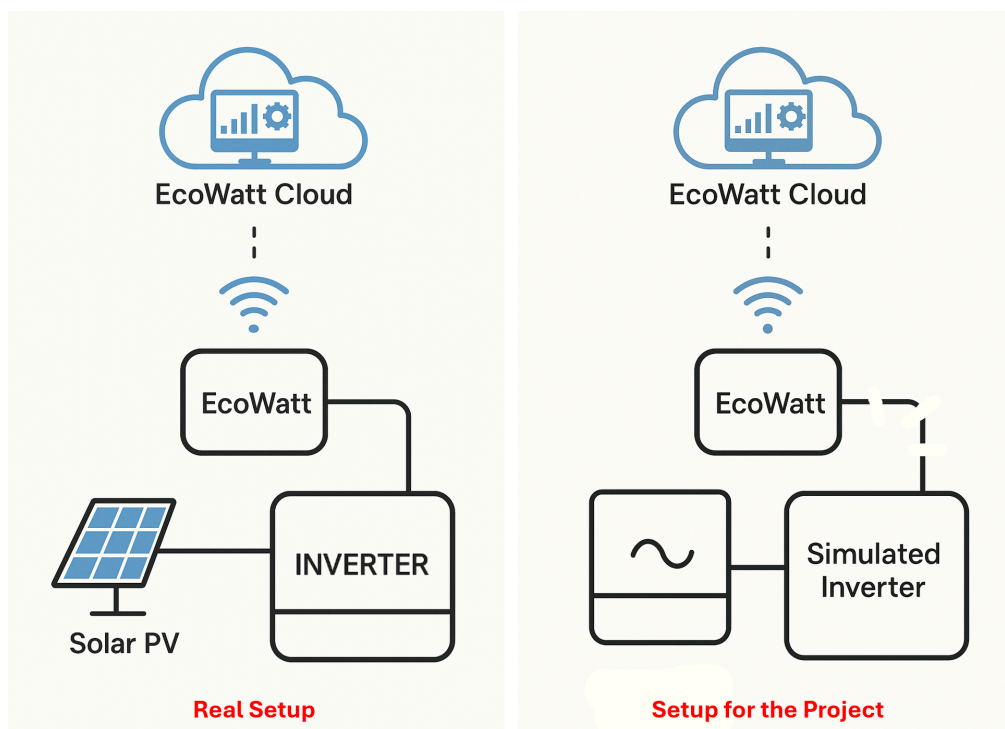 EcoWatt Cloud
EcoWatt
INVERTER
Solar PV
Real Setup
EcoWatt Cloud
EcoWatt
Simulated
Inverter
Setup for the Project